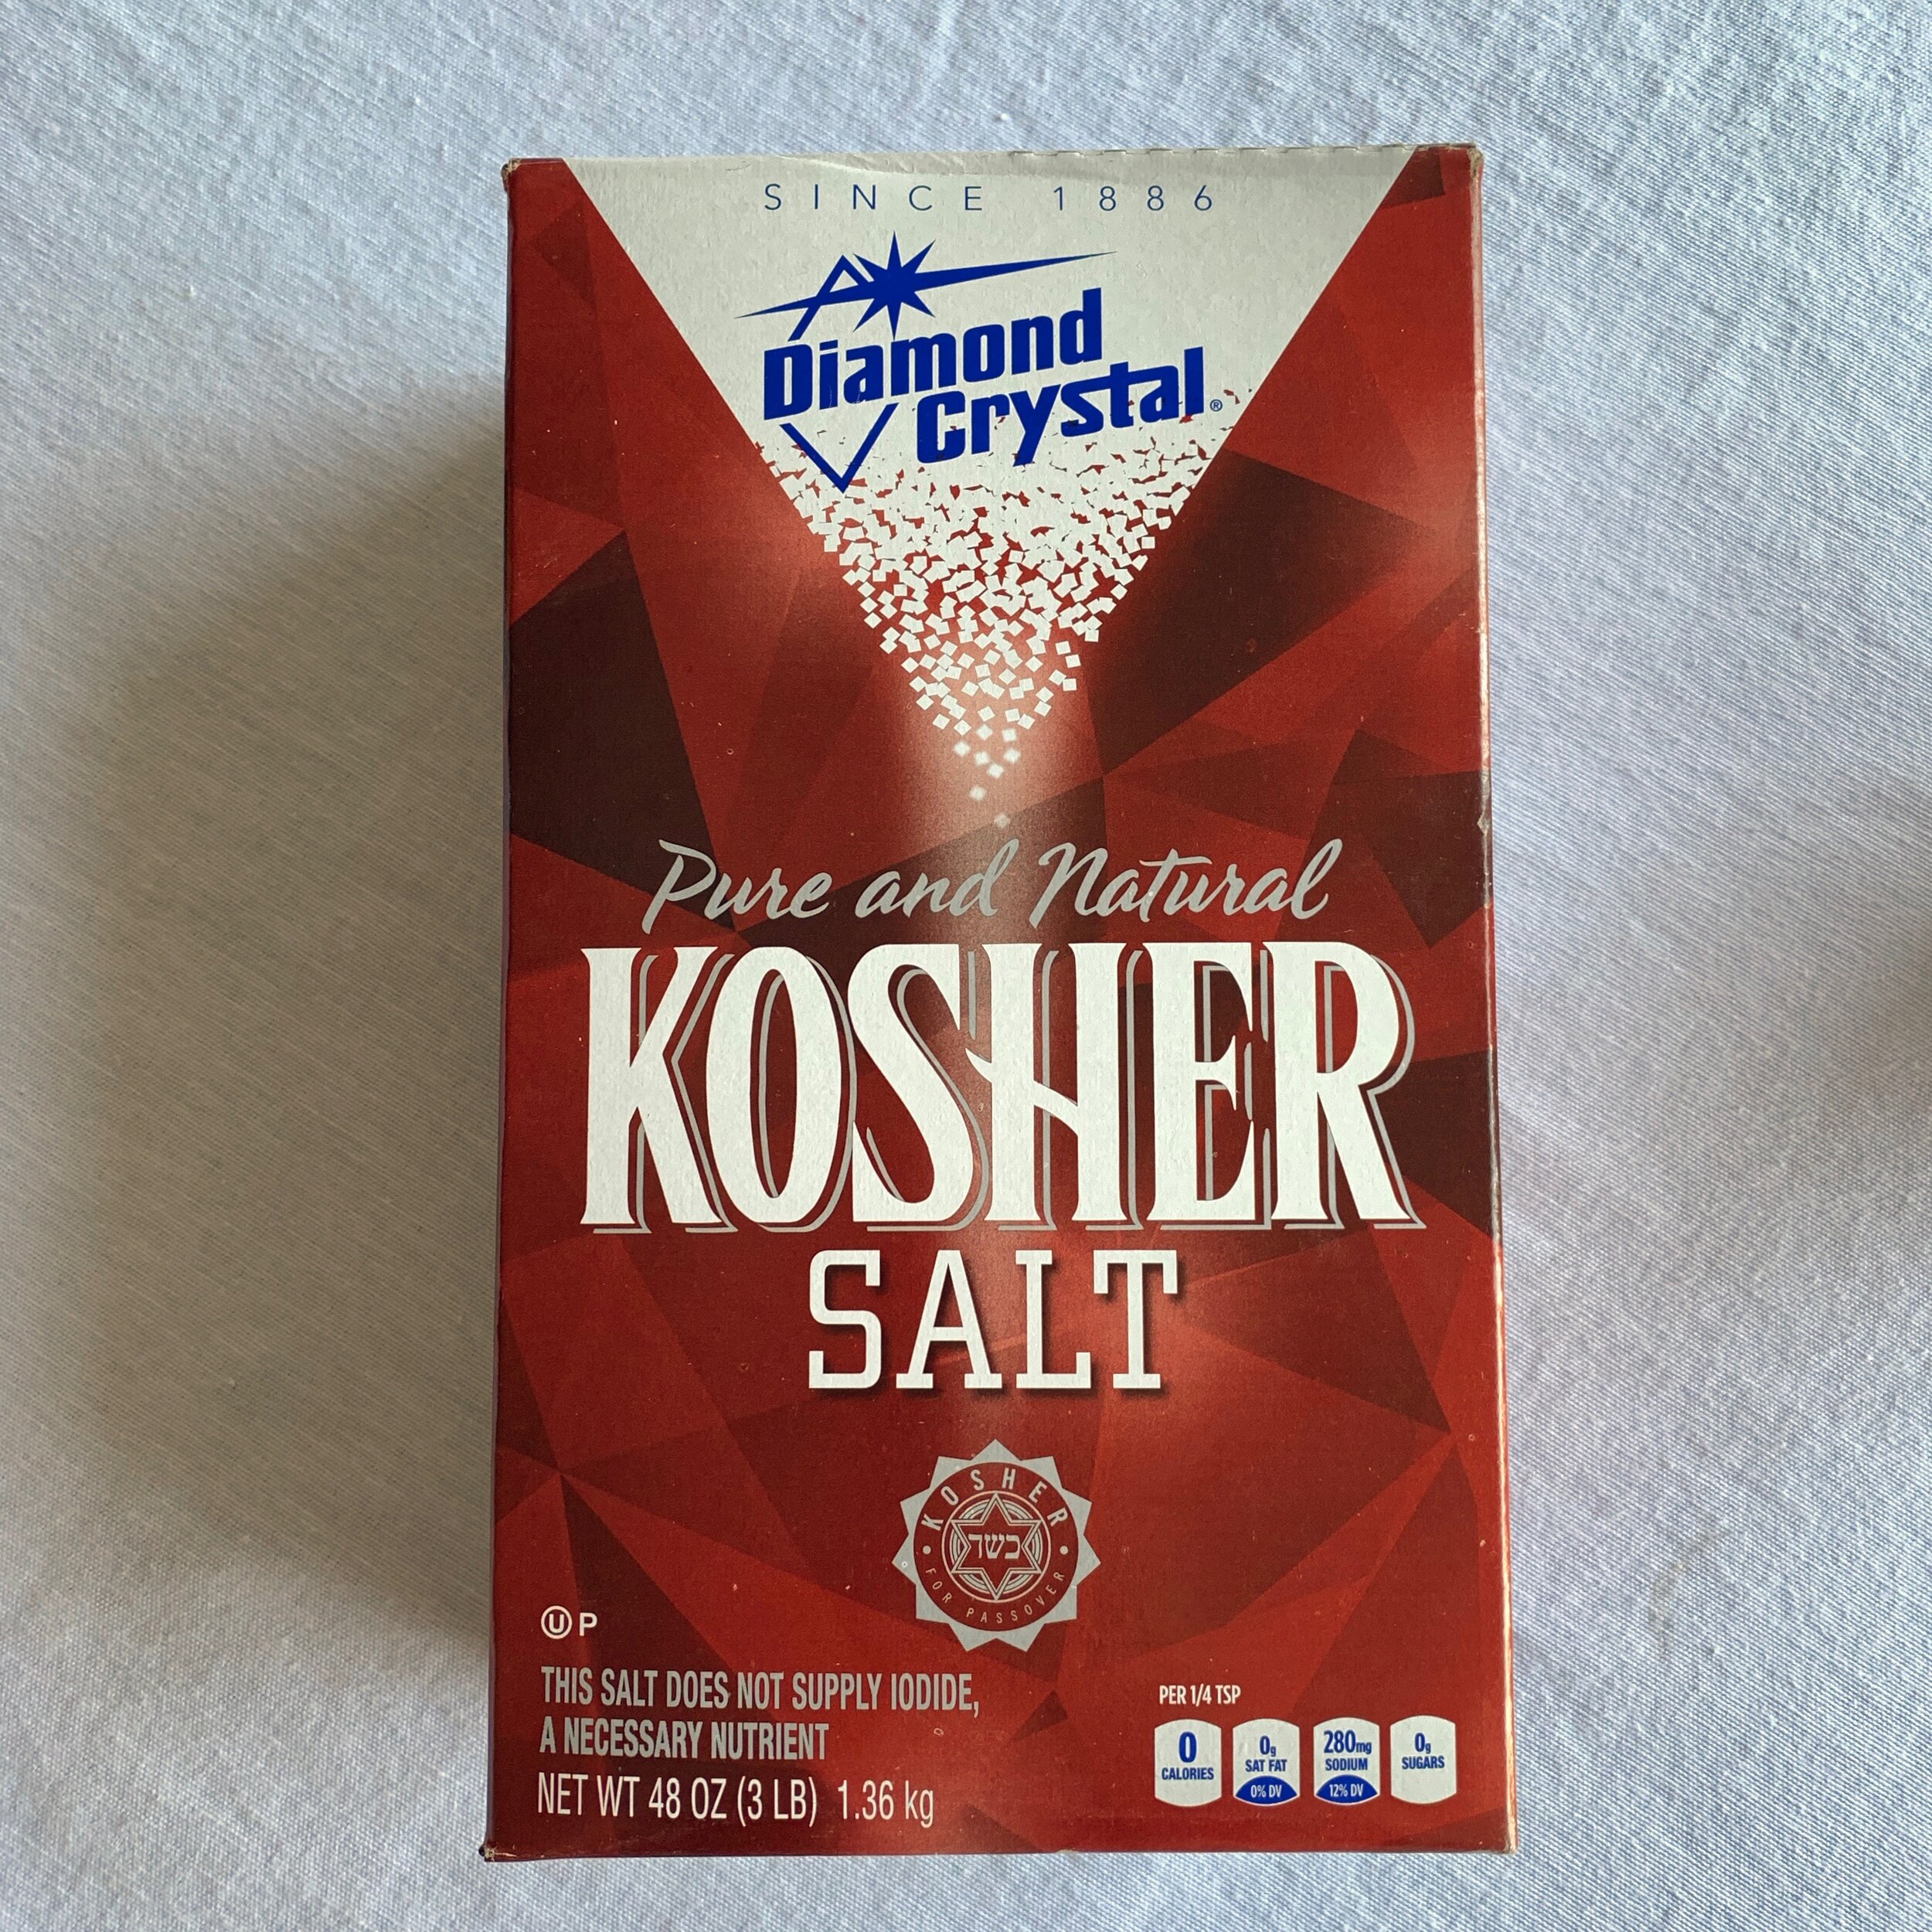 SINCE 1886
Diamond
Crystal®
Pure and Natural
KOSHER
SALT
KOSHER
כשר
FOR PASSOVER
Ⓤ P
THIS SALT DOES NOT SUPPLY IODIDE,
A NECESSARY NUTRIENT
NET WT 48 OZ (3 LB) 1.36 kg
PER 1/4 TSP
0 CALORIES
0g SAT FAT 0% DV
280mg SODIUM 12% DV
0g SUGARS